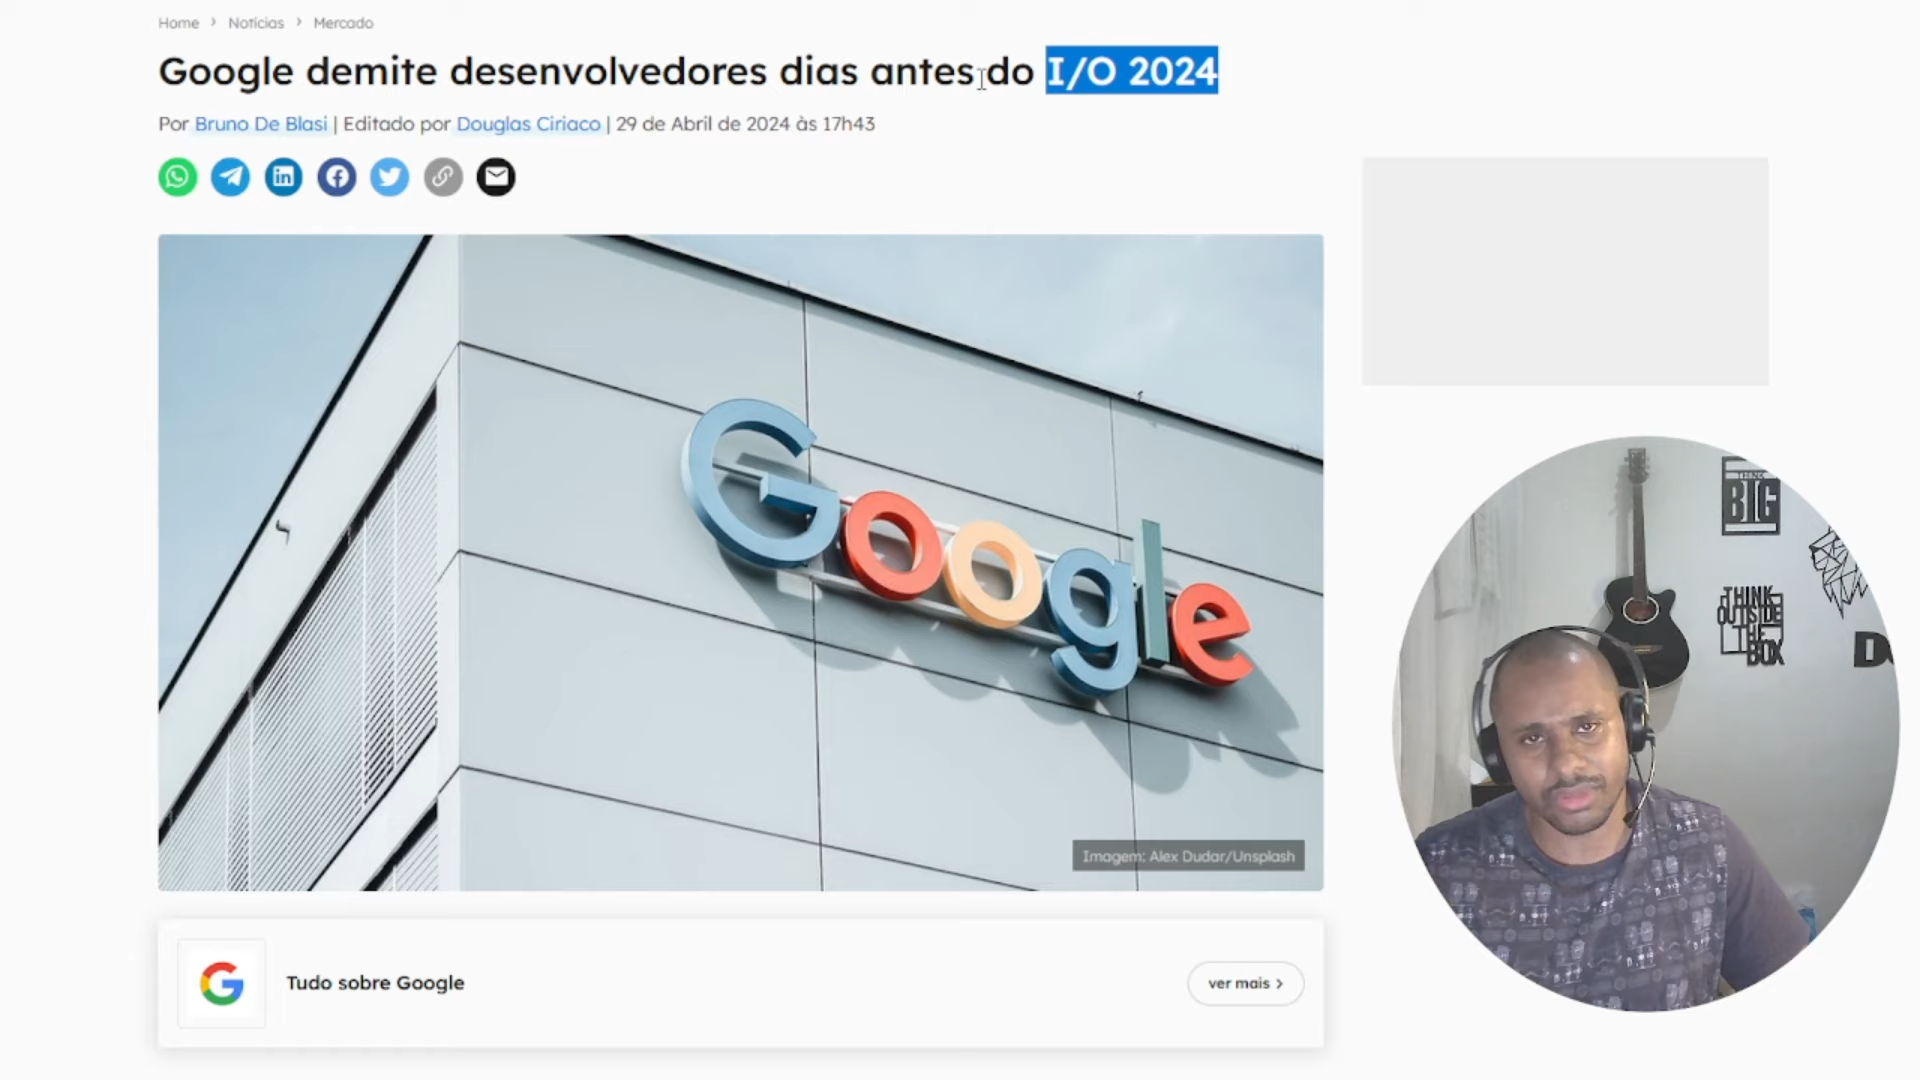 Home > Notícias > Mercado
Google demite desenvolvedores dias antes do I/O 2024
Por Bruno De Blasi | Editado por Douglas Ciriaco | 29 de Abril de 2024 às 17h43
Google
Imagem: Alex Dudar/Unsplash
THINK
BIG
THINK
OUTSIDE
THE
BOX
Tudo sobre Google
ver mais >